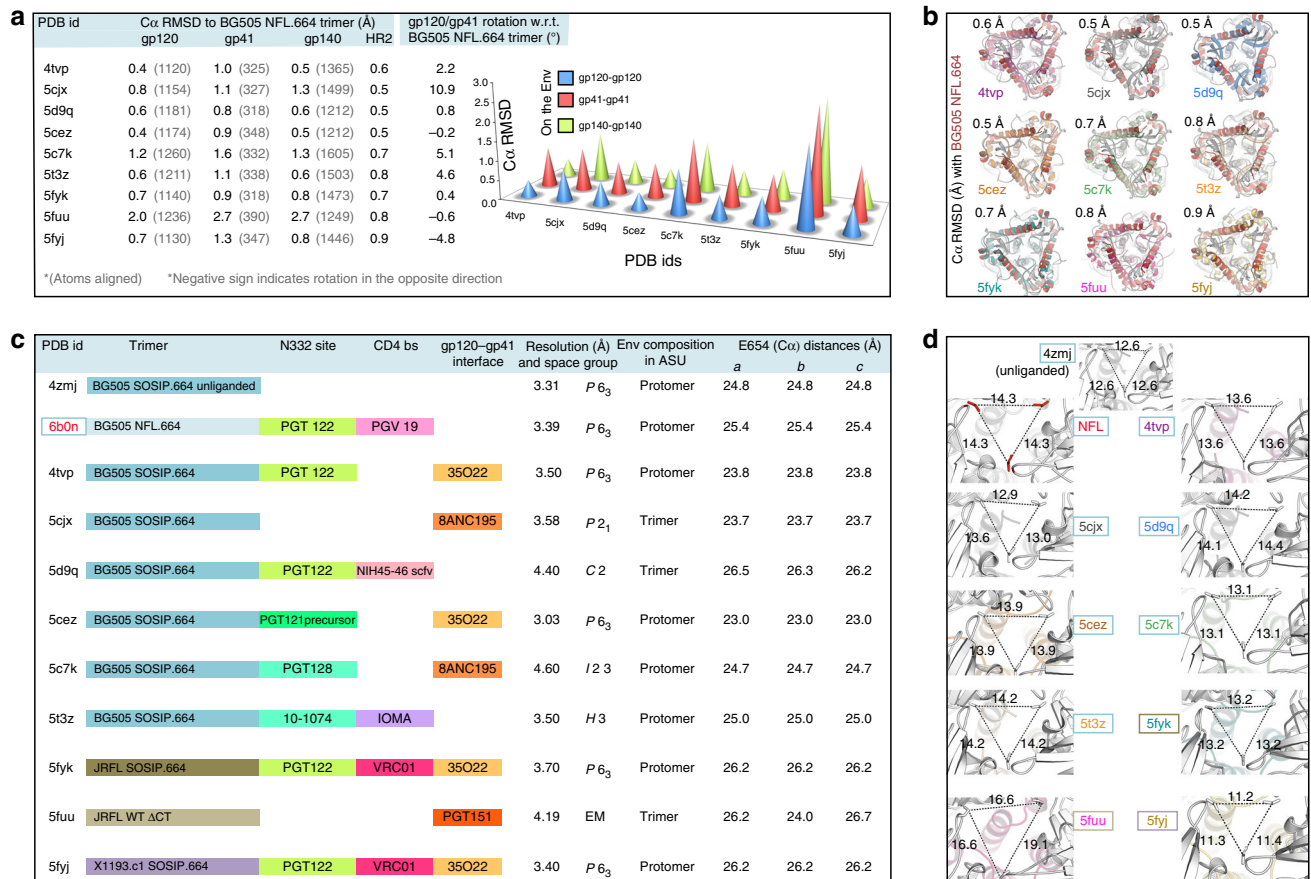 a
PDB id Cα RMSD to BG505 NFL.664 trimer (Å) gp120/gp41 rotation w.r.t.
gp120 gp41 gp140 HR2 BG505 NFL.664 trimer (°)
4tvp 0.4 (1120) 1.0 (325) 0.5 (1365) 0.6 2.2
5cjx 0.8 (1154) 1.1 (327) 1.3 (1499) 0.5 10.9
5d9q 0.6 (1181) 0.8 (318) 0.6 (1212) 0.5 0.8
5cez 0.4 (1174) 0.9 (348) 0.5 (1212) 0.5 –0.2
5c7k 1.2 (1260) 1.6 (332) 1.3 (1605) 0.7 5.1
5t3z 0.6 (1211) 1.1 (338) 0.6 (1503) 0.8 4.6
5fyk 0.7 (1140) 0.9 (318) 0.8 (1473) 0.7 0.4
5fuu 2.0 (1236) 2.7 (390) 2.7 (1249) 0.8 –0.6
5fyj 0.7 (1130) 1.3 (347) 0.8 (1446) 0.9 –4.8
*(Atoms aligned) *Negative sign indicates rotation in the opposite direction
Cα RMSD
3.0
2.5
2.0
1.5
1.0
0.5
0.0
On the Env
gp120-gp120
gp41-gp41
gp140-gp140
4tvp 5cjx 5d9q 5cez 5c7k 5t3z 5fyk 5fuu 5fyj
PDB ids
b
Cα RMSD (Å) with BG505 NFL.664
0.6 Å 0.5 Å 0.5 Å
4tvp 5cjx 5d9q
0.5 Å 0.7 Å 0.8 Å
5cez 5c7k 5t3z
0.7 Å 0.8 Å 0.9 Å
5fyk 5fuu 5fyj
c
PDB id Trimer N332 site CD4 bs gp120–gp41 interface Resolution (Å) and space group Env composition in ASU E654 (Cα) distances (Å)
a b c
4zmj BG505 SOSIP.664 unliganded 3.31 P 6₃ Protomer 24.8 24.8 24.8
6b0n BG505 NFL.664 PGT 122 PGV 19 3.39 P 6₃ Protomer 25.4 25.4 25.4
4tvp BG505 SOSIP.664 PGT 122 35O22 3.50 P 6₃ Protomer 23.8 23.8 23.8
5cjx BG505 SOSIP.664 8ANC195 3.58 P 2₁ Trimer 23.7 23.7 23.7
5d9q BG505 SOSIP.664 PGT122 NIH45-46 scfv 4.40 C 2 Trimer 26.5 26.3 26.2
5cez BG505 SOSIP.664 PGT121precursor 35O22 3.03 P 6₃ Protomer 23.0 23.0 23.0
5c7k BG505 SOSIP.664 PGT128 8ANC195 4.60 I 2 3 Protomer 24.7 24.7 24.7
5t3z BG505 SOSIP.664 10-1074 IOMA 3.50 H 3 Protomer 25.0 25.0 25.0
5fyk JRFL SOSIP.664 PGT122 VRC01 35O22 3.70 P 6₃ Protomer 26.2 26.2 26.2
5fuu JRFL WT ΔCT PGT151 4.19 EM Trimer 26.2 24.0 26.7
5fyj X1193.c1 SOSIP.664 PGT122 VRC01 35O22 3.40 P 6₃ Protomer 26.2 26.2 26.2
d
4zmj
(unliganded)
12.6
12.6 12.6
14.3
14.3 14.3
NFL
4tvp
13.6
13.6 13.6
12.9
13.6 13.0
5cjx
5d9q
14.2
14.1 14.4
13.9
13.9 13.9
5cez
5c7k
13.1
13.1 13.1
14.2
14.2 14.2
5t3z
5fyk
13.2
13.2 13.2
16.6
16.6 19.1
5fuu
5fyj
11.2
11.3 11.4